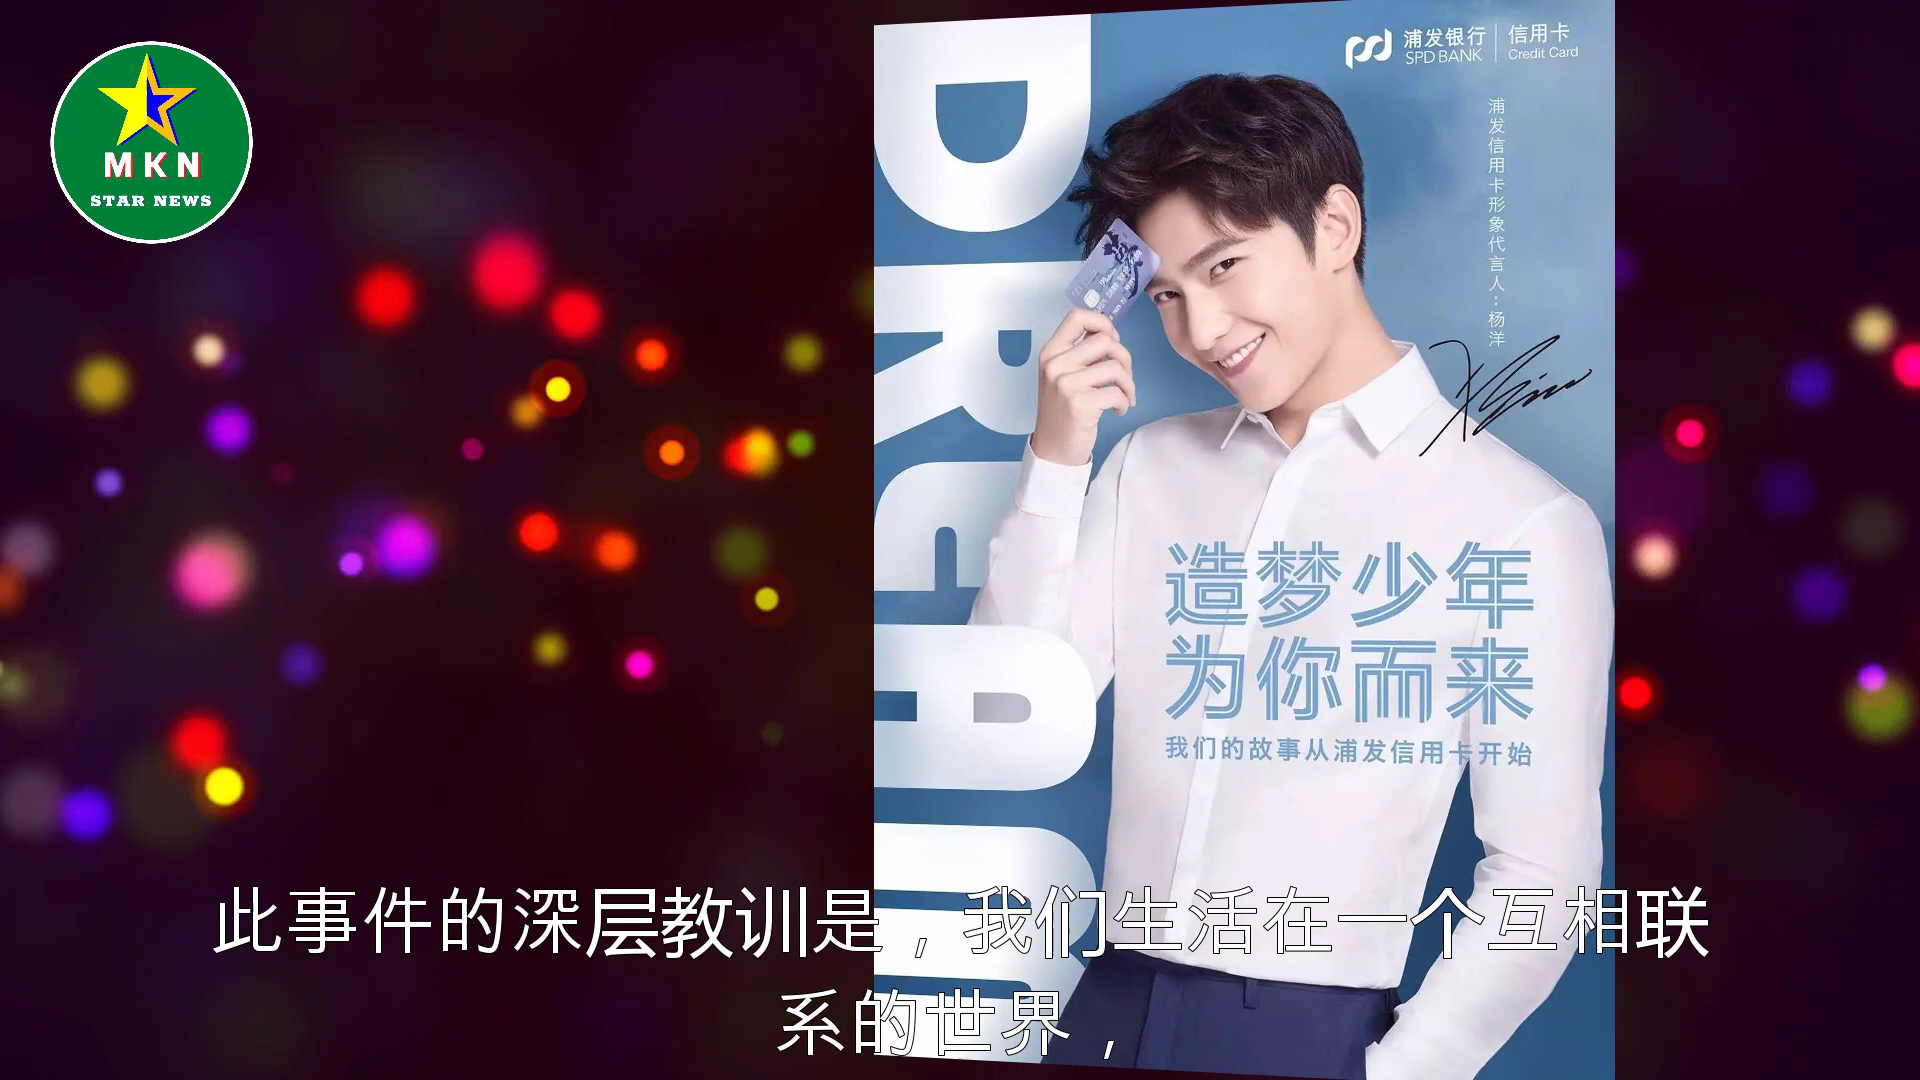 MKN
STAR NEWS
浦发银行
SPD BANK
信用卡
Credit Card
浦发信用卡形象代言人:杨洋
DREAM
造梦少年
为你而来
我们的故事从浦发信用卡开始
此事件的深层教训是，我们生活在一个互相联
系的世界，